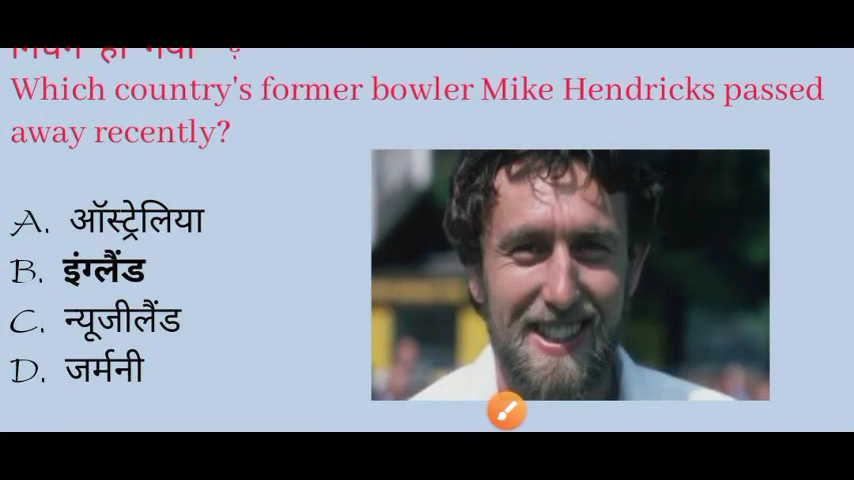 Which country's former bowler Mike Hendricks passed
away recently?
A. ऑस्ट्रेलिया
B. इंग्लैंड
C. न्यूजीलैंड
D. जर्मनी